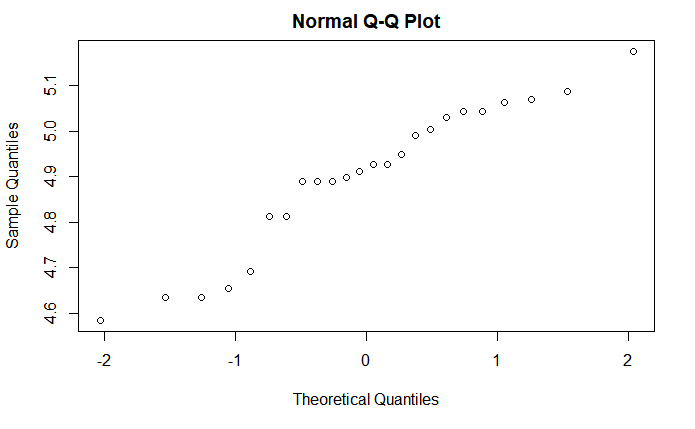 Normal Q-Q Plot
Sample Quantiles
5.1
5.0
4.9
4.8
4.7
4.6
-2 -1 0 1 2
Theoretical Quantiles